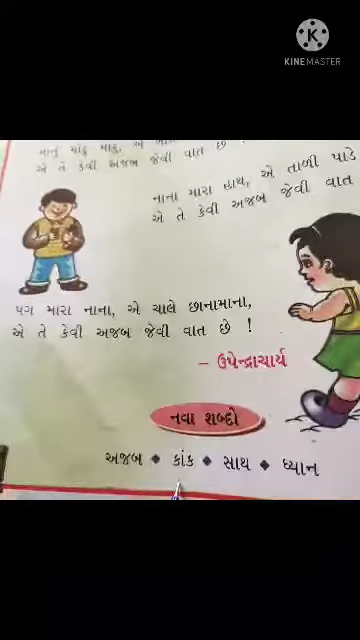 KINEMASTER
એ તે કેવી અજબ જેવી વાત છે
નાના મારા હાથ, એ તાળી પાડે
એ તે કેવી અજબ જેવી વાત
પગ મારા નાના, એ ચાલે છાનામાના,
એ તે કેવી અજબ જેવી વાત છે !
– ઉપેન્દ્રાચાર્ય
નવા શબ્દો
અજબ ◆ કાંક ◆ સાથ ◆ ધ્યાન